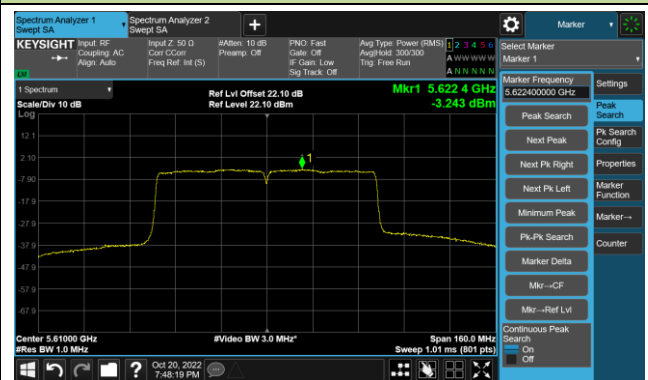 Spectrum Analyzer 1
Swept SA
Spectrum Analyzer 2
Swept SA
+
Marker
KEYSIGHT
Input: RF
Coupling: AC
Align: Auto
Input Z: 50 Ω
Corr CCorr
Freq Ref: Int (S)
#Atten: 10 dB
Preamp: Off
PNO: Fast
Gate: Off
IF Gain: Low
Sig Track: Off
Avg Type: Power (RMS)
Avg|Hold: 300/300
Trig: Free Run
1 2 3 4 5 6
A W W W W W
A N N N N N
Select Marker
Marker 1
1 Spectrum
Scale/Div 10 dB
Log
Ref Lvl Offset 22.10 dB
Ref Level 22.10 dBm
Mkr1 5.622 4 GHz
-3.243 dBm
12.1
2.10
-7.90
-17.9
-27.9
-37.9
-47.9
-57.9
-67.9
1
Center 5.61000 GHz
#Res BW 1.0 MHz
#Video BW 3.0 MHz*
Span 160.0 MHz
Sweep 1.01 ms (801 pts)
Marker Frequency
5.622400000 GHz
Peak Search
Next Peak
Next Pk Right
Next Pk Left
Minimum Peak
Pk-Pk Search
Marker Delta
Mkr→CF
Mkr→Ref Lvl
Continuous Peak
Search
On
Off
Settings
Peak
Search
Pk Search
Config
Properties
Marker
Function
Marker→
Counter
?
Oct 20, 2022
7:48:19 PM